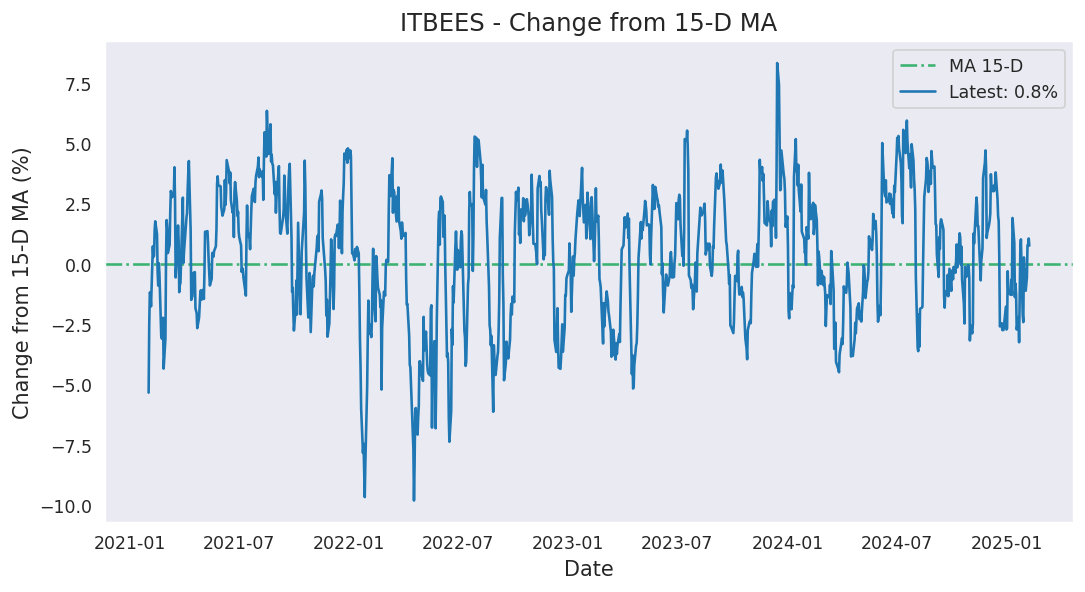 ITBEES - Change from 15-D MA
MA 15-D
Latest: 0.8%
Change from 15-D MA (%)
7.5
5.0
2.5
0.0
−2.5
−5.0
−7.5
−10.0
2021-01 2021-07 2022-01 2022-07 2023-01 2023-07 2024-01 2024-07 2025-01
Date